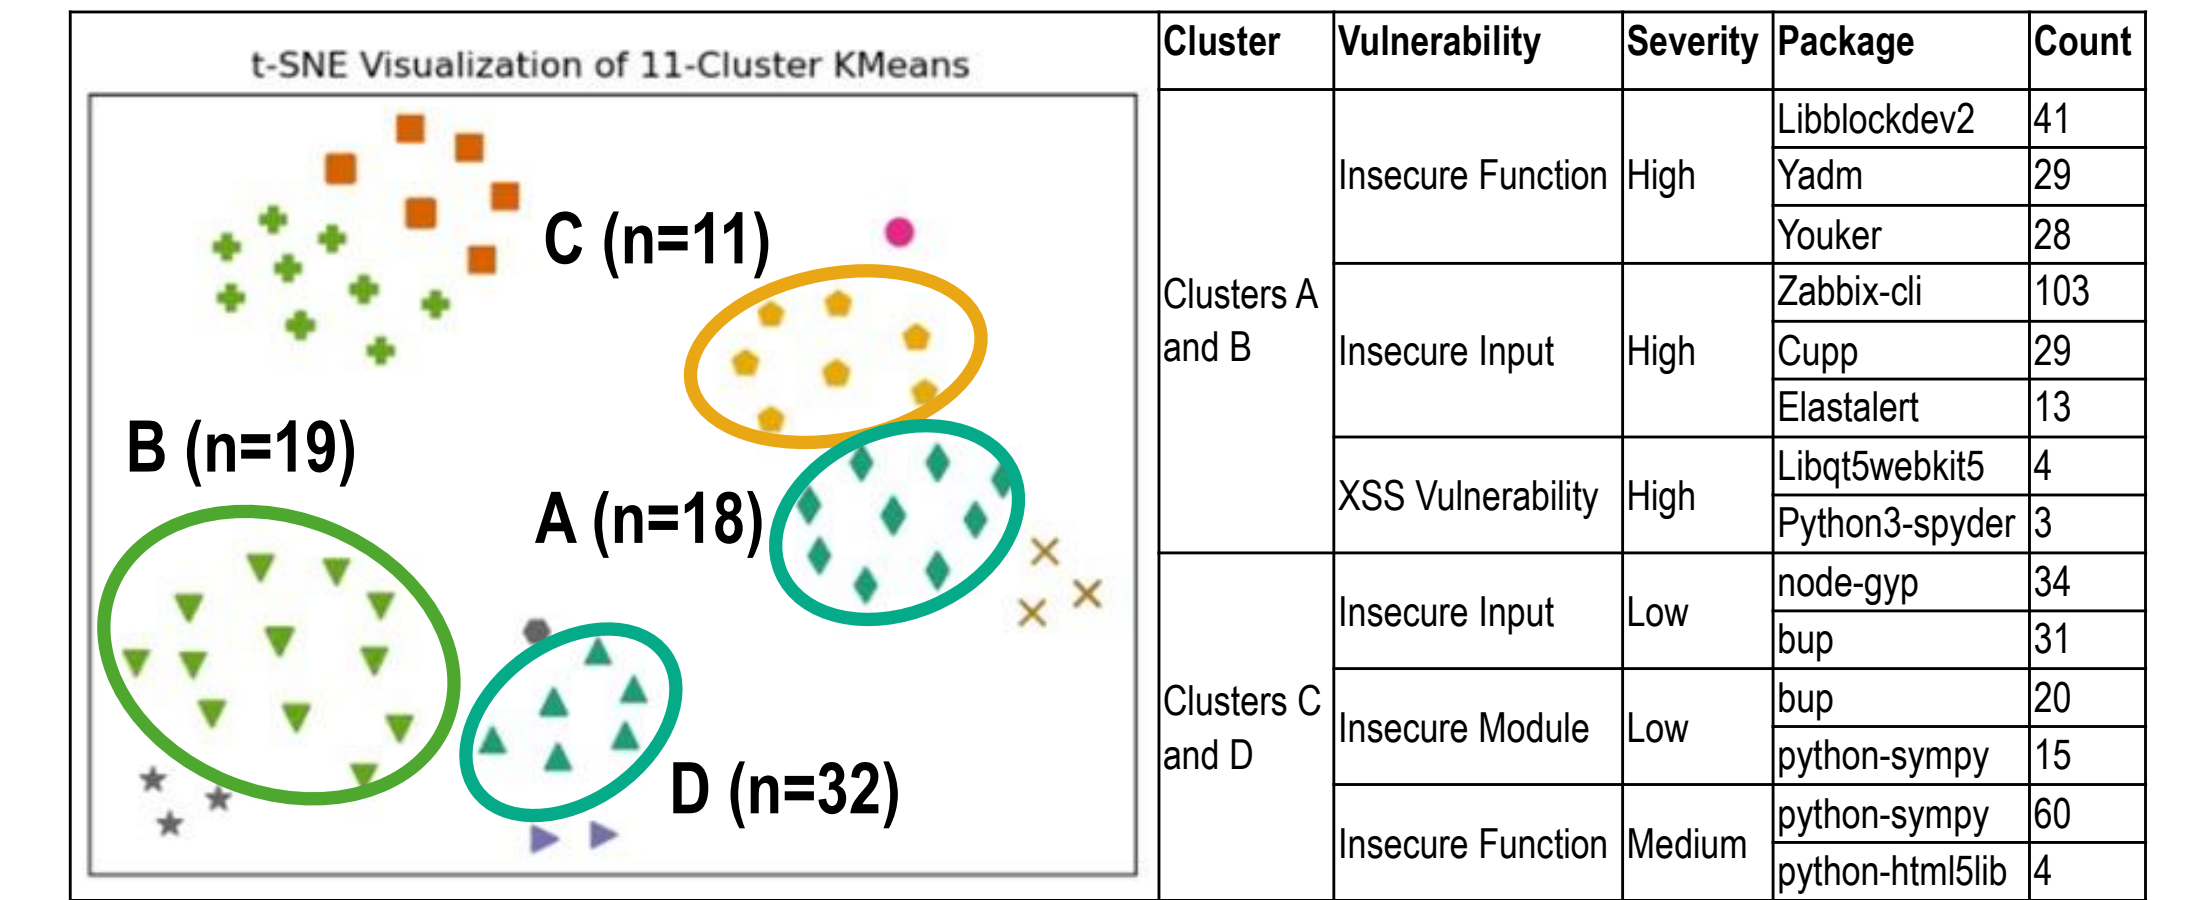 t-SNE Visualization of 11-Cluster KMeans
C (n=11)
B (n=19)
A (n=18)
D (n=32)
Cluster Vulnerability Severity Package Count
Clusters A and B
Insecure Function High
Libblockdev2 41
Yadm 29
Youker 28
Insecure Input High
Zabbix-cli 103
Cupp 29
Elastalert 13
XSS Vulnerability High
Libqt5webkit5 4
Python3-spyder 3
Clusters C and D
Insecure Input Low
node-gyp 34
bup 31
Insecure Module Low
bup 20
python-sympy 15
Insecure Function Medium
python-sympy 60
python-html5lib 4